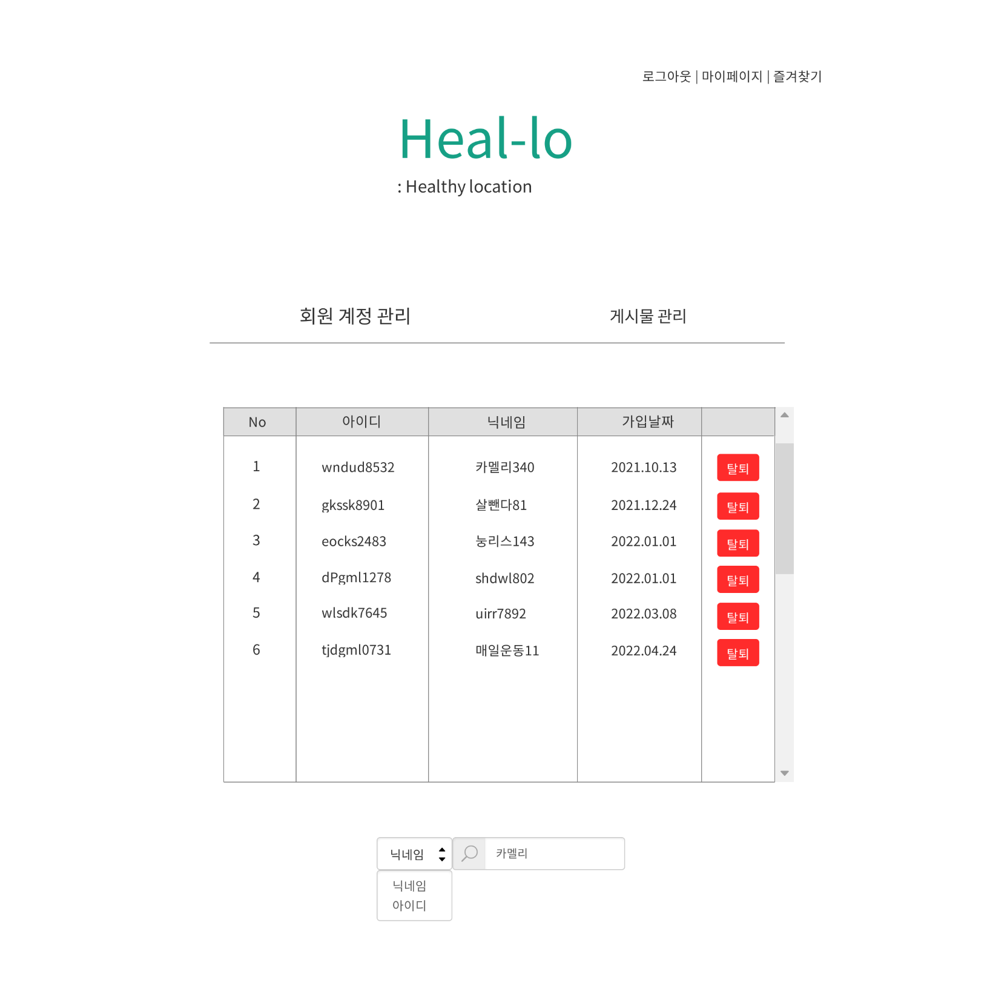 로그아웃 | 마이페이지 | 즐겨찾기
Heal-lo
: Healthy location
회원 계정 관리 게시물 관리
No 아이디 닉네임 가입날짜
1 wndud8532 카멜리340 2021.10.13 탈퇴
2 gkssk8901 살뺀다81 2021.12.24 탈퇴
3 eocks2483 눙리스143 2022.01.01 탈퇴
4 dPgml1278 shdwl802 2022.01.01 탈퇴
5 wlsdk7645 uirr7892 2022.03.08 탈퇴
6 tjdgml0731 매일운동11 2022.04.24 탈퇴
닉네임 카멜리
닉네임
아이디